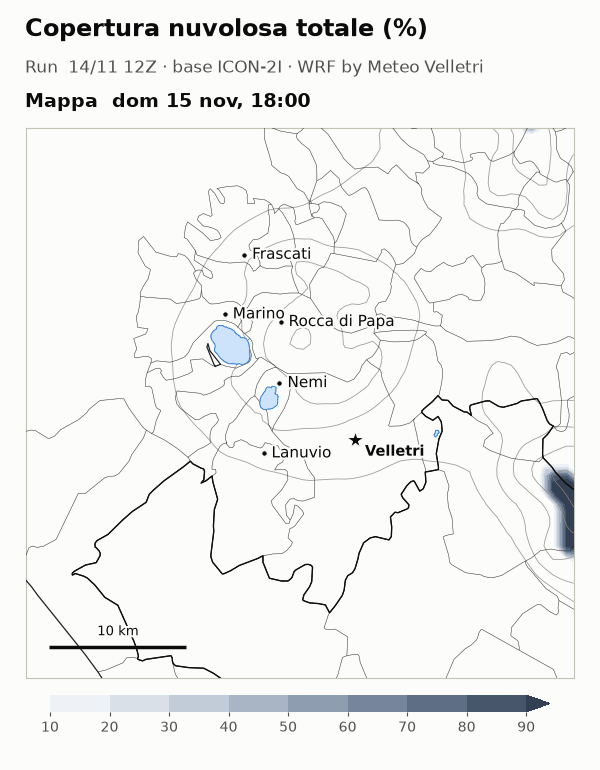 Copertura nuvolosa totale (%)
Run  14/11 12Z · base ICON-2I · WRF by Meteo Velletri
Mappa  dom 15 nov, 18:00
Frascati
Marino
Rocca di Papa
Nemi
Velletri
Lanuvio
10 km
10 20 30 40 50 60 70 80 90